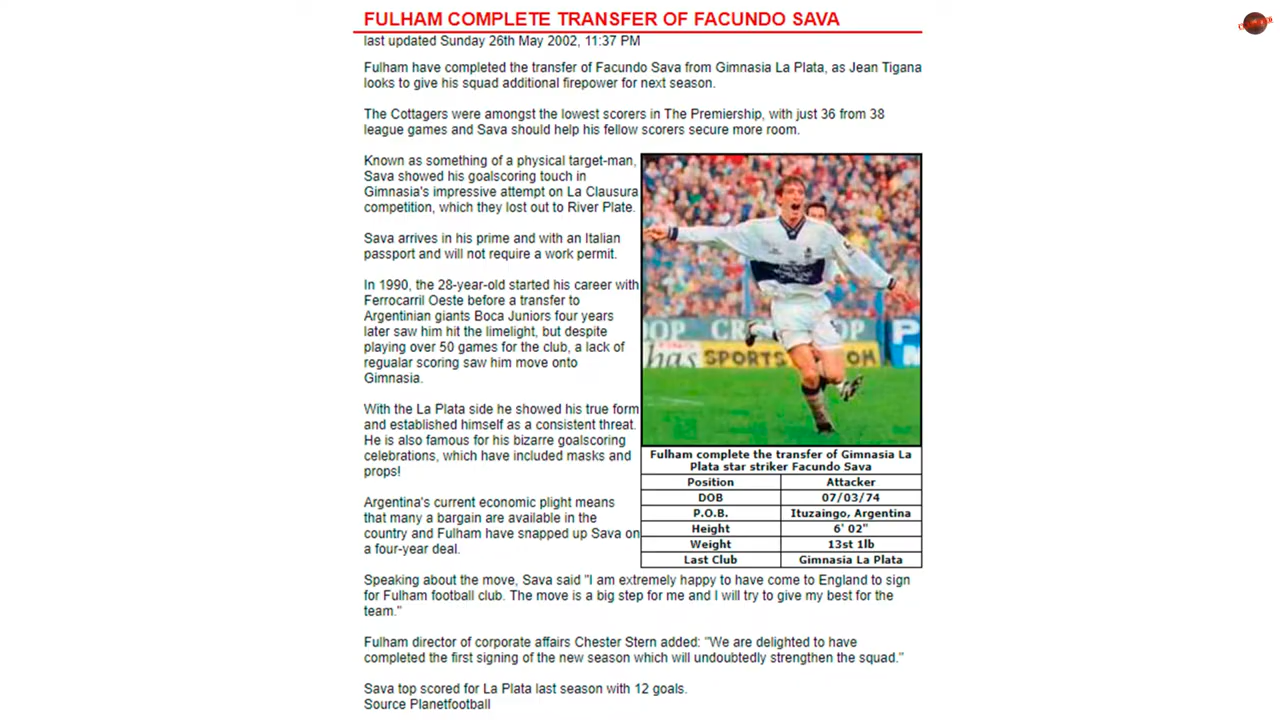 FULHAM COMPLETE TRANSFER OF FACUNDO SAVA
last updated Sunday 26th May 2002, 11:37 PM
Fulham have completed the transfer of Facundo Sava from Gimnasia La Plata, as Jean Tigana
looks to give his squad additional firepower for next season.
The Cottagers were amongst the lowest scorers in The Premiership, with just 36 from 38
league games and Sava should help his fellow scorers secure more room.
Known as something of a physical target-man,
Sava showed his goalscoring touch in
Gimnasia's impressive attempt on La Clausura
competition, which they lost out to River Plate.
Sava arrives in his prime and with an Italian
passport and will not require a work permit.
In 1990, the 28-year-old started his career with
Ferrocarril Oeste before a transfer to
Argentinian giants Boca Juniors four years
later saw him hit the limelight, but despite
playing over 50 games for the club, a lack of
regualar scoring saw him move onto
Gimnasia.
With the La Plata side he showed his true form
and established himself as a consistent threat.
He is also famous for his bizarre goalscoring
celebrations, which have included masks and
props!
Argentina's current economic plight means
that many a bargain are available in the
country and Fulham have snapped up Sava on
a four-year deal.
SPORTS
Fulham complete the transfer of Gimnasia La
Plata star striker Facundo Sava
Position Attacker
DOB 07/03/74
P.O.B. Ituzaingo, Argentina
Height 6' 02"
Weight 13st 1lb
Last Club Gimnasia La Plata
Speaking about the move, Sava said "I am extremely happy to have come to England to sign
for Fulham football club. The move is a big step for me and I will try to give my best for the
team."
Fulham director of corporate affairs Chester Stern added: "We are delighted to have
completed the first signing of the new season which will undoubtedly strengthen the squad."
Sava top scored for La Plata last season with 12 goals.
Source Planetfootball